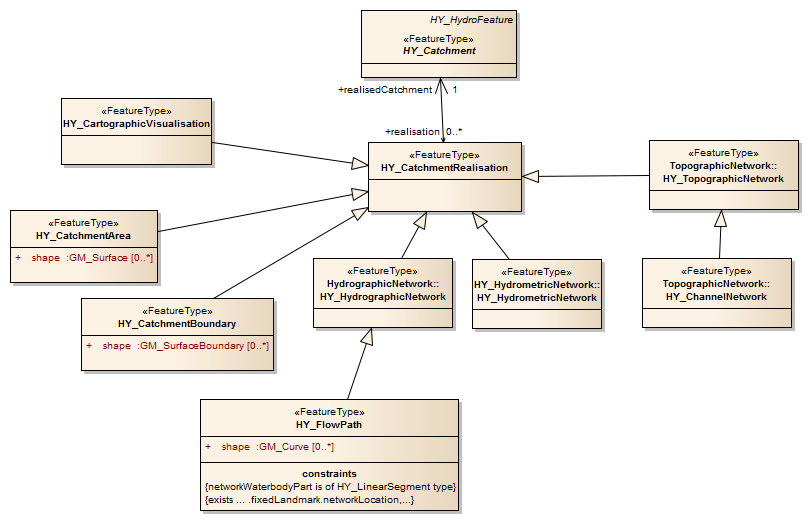 HY_HydroFeature
«FeatureType»
HY_Catchment
+realisedCatchment 1
+realisation 0..*
«FeatureType»
HY_CartographicVisualisation
«FeatureType»
HY_CatchmentRealisation
«FeatureType»
TopographicNetwork::
HY_TopographicNetwork
«FeatureType»
HY_CatchmentArea
+ shape :GM_Surface [0..*]
«FeatureType»
HydrographicNetwork::
HY_HydrographicNetwork
«FeatureType»
HY_HydrometricNetwork::
HY_HydrometricNetwork
«FeatureType»
TopographicNetwork::
HY_ChannelNetwork
«FeatureType»
HY_CatchmentBoundary
+ shape :GM_SurfaceBoundary [0..*]
«FeatureType»
HY_FlowPath
+ shape :GM_Curve [0..*]
constraints
{networkWaterbodyPart is of HY_LinearSegment type}
{exists ... .fixedLandmark.networkLocation,...}